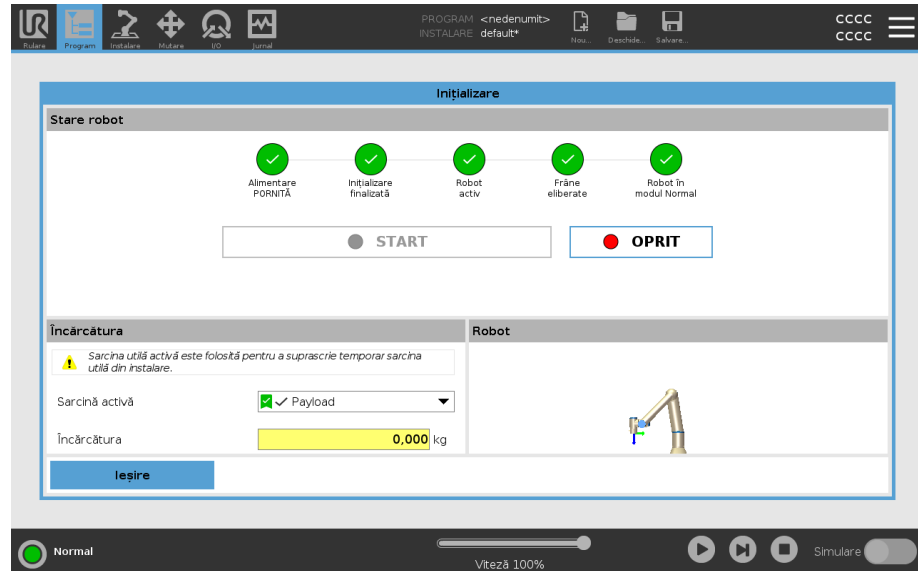 PROGRAM <nedenumit>
INSTALARE default*
Rulare Program Instalare Mutare I/O Jurnal Nou... Deschide... Salvare...
CCCC
CCCC
Inițializare
Stare robot
Alimentare PORNITĂ
Inițializare finalizată
Robot activ
Frâne eliberate
Robot în modul Normal
START
OPRIT
Încărcătura
Robot
Sarcina utilă activă este folosită pentru a suprascrie temporar sarcina
utilă din instalare.
Sarcină activă
Payload
Încărcătura
0,000 kg
Ieșire
Normal
Viteză 100%
Simulare